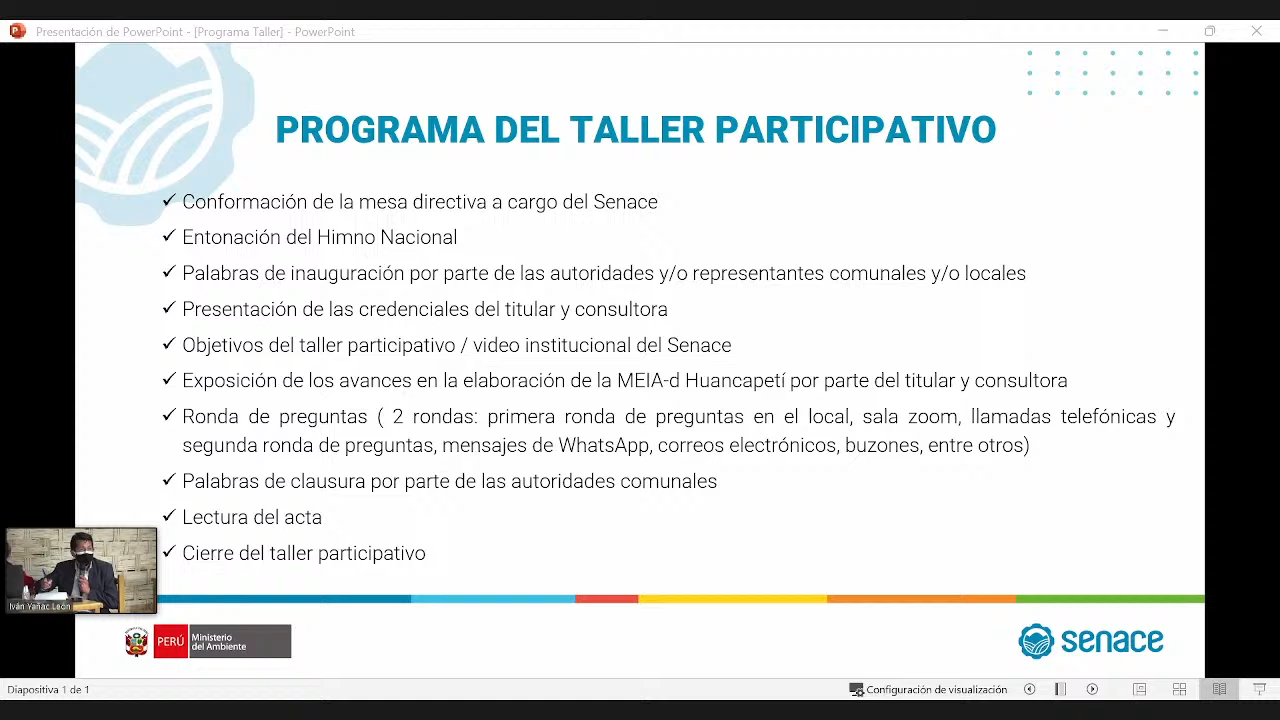 Presentación de PowerPoint - [Programa Taller] - PowerPoint
PROGRAMA DEL TALLER PARTICIPATIVO
✓ Conformación de la mesa directiva a cargo del Senace
✓ Entonación del Himno Nacional
✓ Palabras de inauguración por parte de las autoridades y/o representantes comunales y/o locales
✓ Presentación de las credenciales del titular y consultora
✓ Objetivos del taller participativo / video institucional del Senace
✓ Exposición de los avances en la elaboración de la MEIA-d Huancapetí por parte del titular y consultora
✓ Ronda de preguntas ( 2 rondas: primera ronda de preguntas en el local, sala zoom, llamadas telefónicas y
segunda ronda de preguntas, mensajes de WhatsApp, correos electrónicos, buzones, entre otros)
✓ Palabras de clausura por parte de las autoridades comunales
✓ Lectura del acta
✓ Cierre del taller participativo
Iván Yañac León
PERÚ Ministerio
del Ambiente
senace
Diapositiva 1 de 1
Configuración de visualización